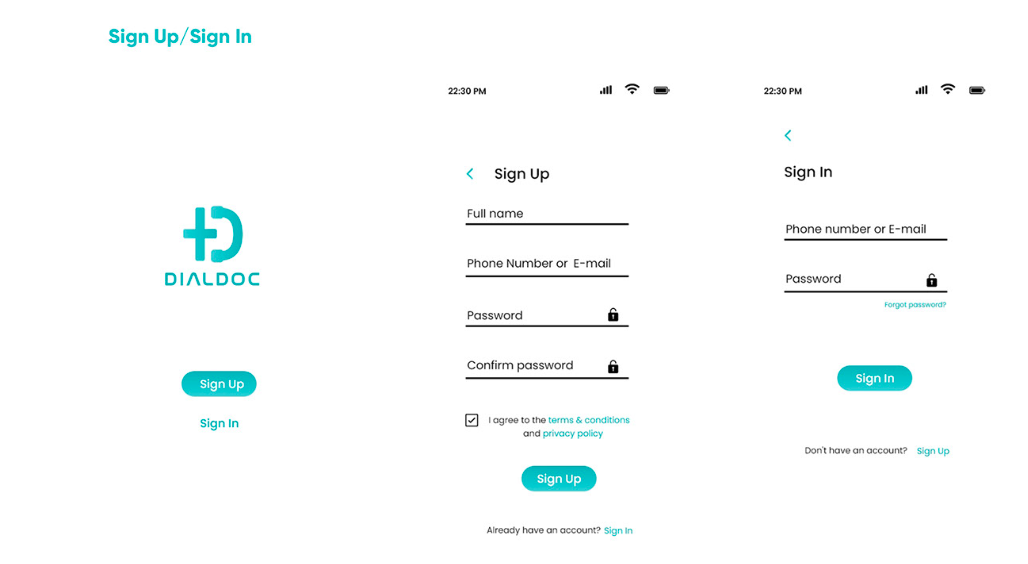 Sign Up/Sign In
DIALDOC
Sign Up
Sign In
22:30 PM
Sign Up
Full name
Phone Number or E-mail
Password
Confirm password
I agree to the terms & conditions
and privacy policy
Sign Up
Already have an account? Sign In
22:30 PM
Sign In
Phone number or E-mail
Password
Forgot password?
Sign In
Don't have an account? Sign Up